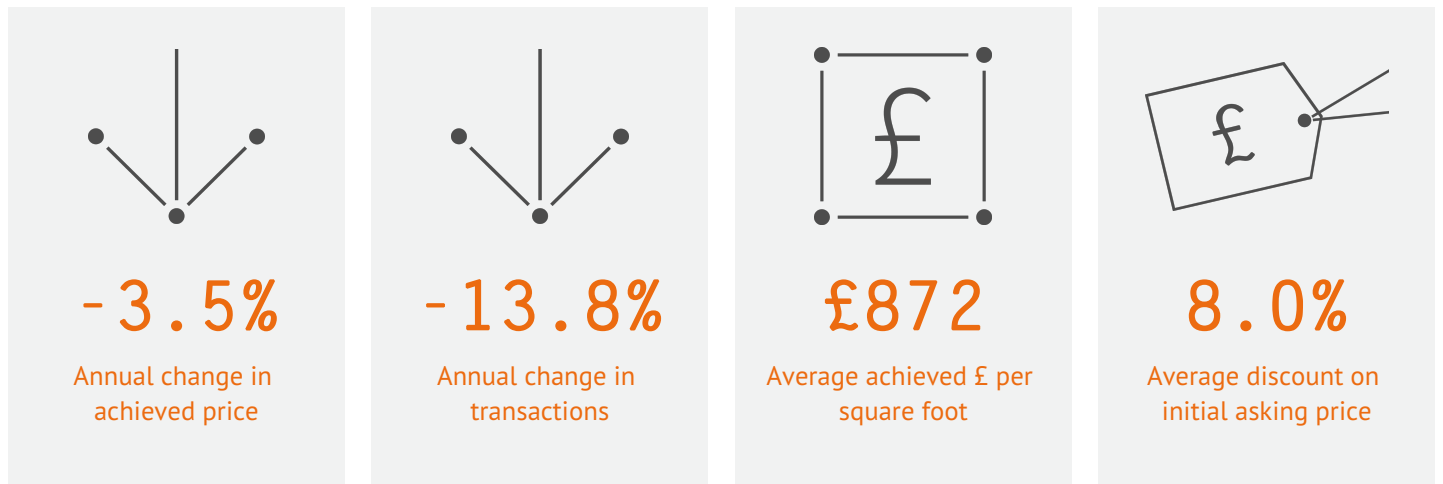 -3.5%
Annual change in
achieved price
-13.8%
Annual change in
transactions
£
£872
Average achieved £ per
square foot
£
8.0%
Average discount on
initial asking price